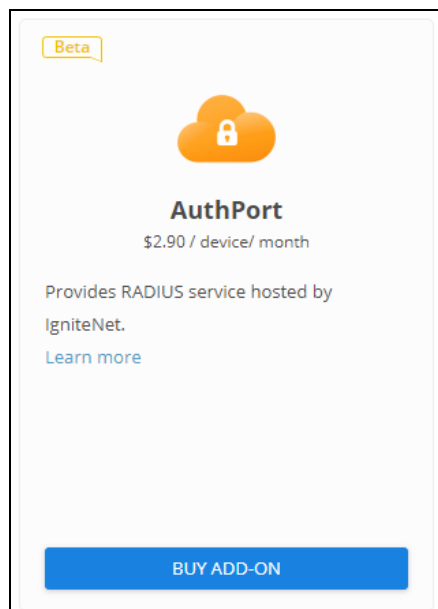 Beta
AuthPort
$2.90 / device/ month
Provides RADIUS service hosted by
IgniteNet.
Learn more
BUY ADD-ON